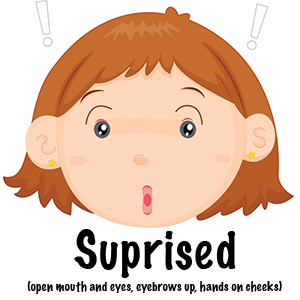 ! !
Suprised
(open mouth and eyes, eyebrows up, hands on cheeks)